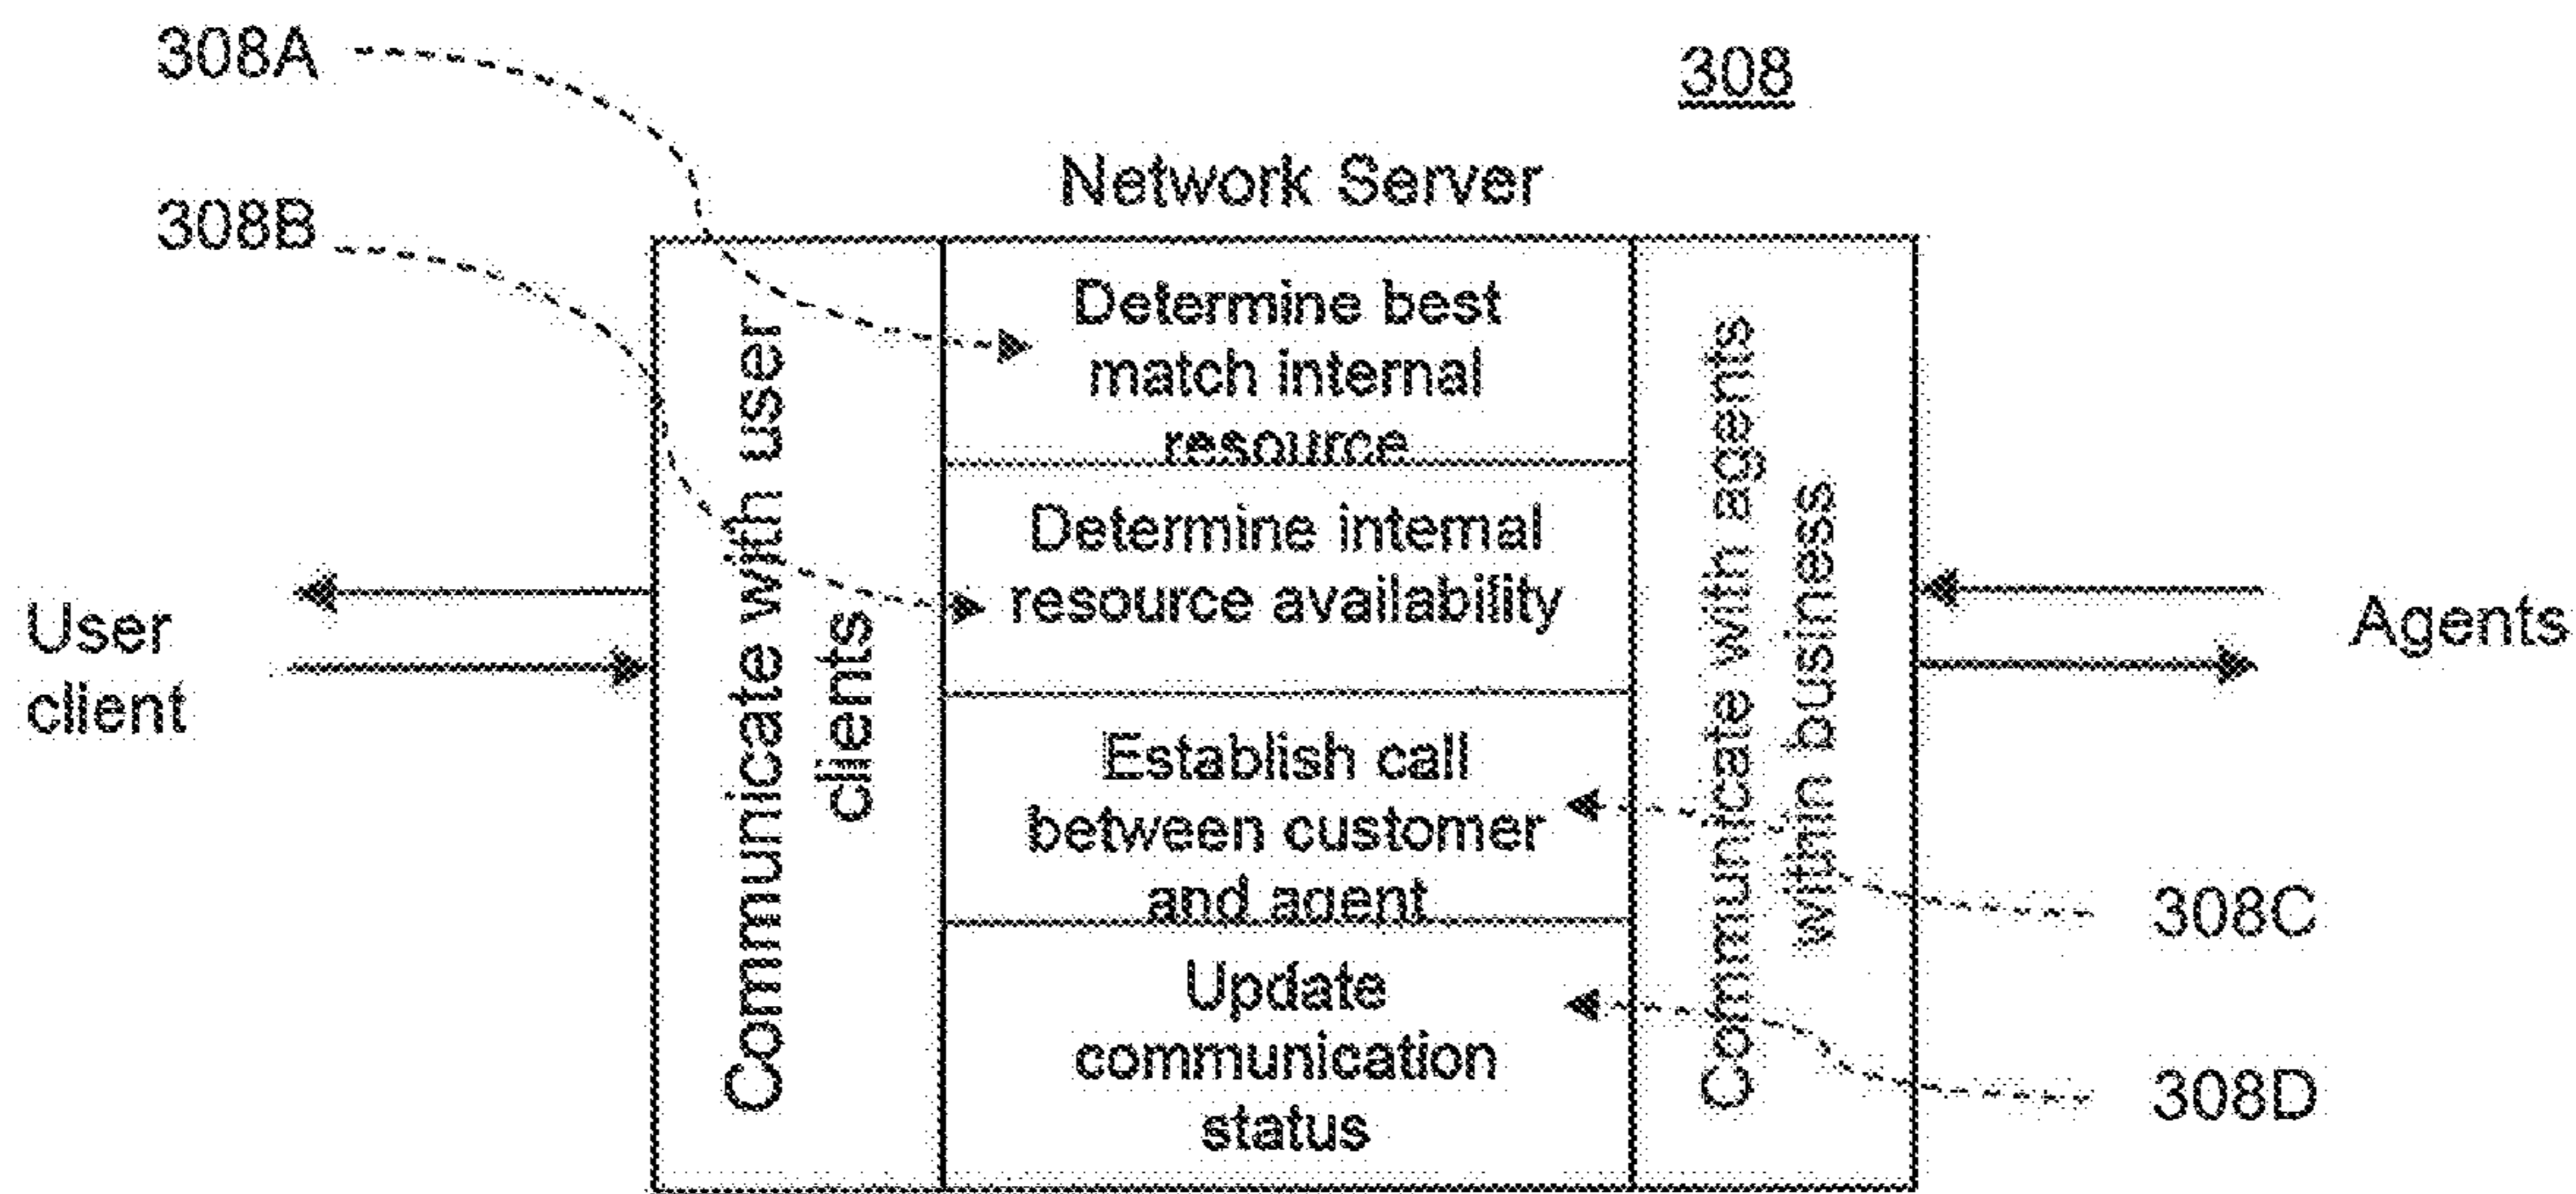 308A
308
308B
Network Server
Communicate with user
clients
Determine best
match internal
resource
Determine internal
resource availability
Establish call
between customer
and agent
Update
communication
status
Communicate with agents
within business
User
client
Agents
308C
308D